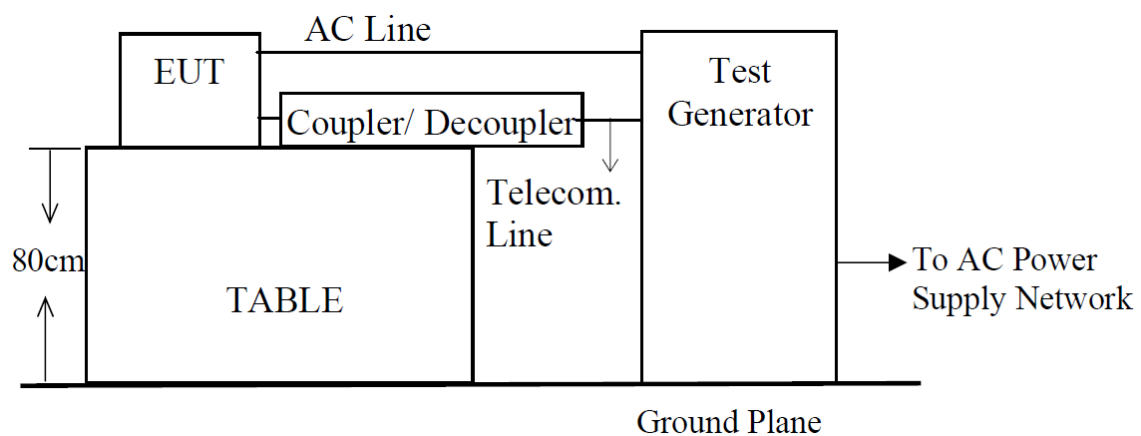 AC Line
EUT
Test
Generator
Coupler/ Decoupler
Telecom.
Line
80cm
TABLE
To AC Power
Supply Network
Ground Plane